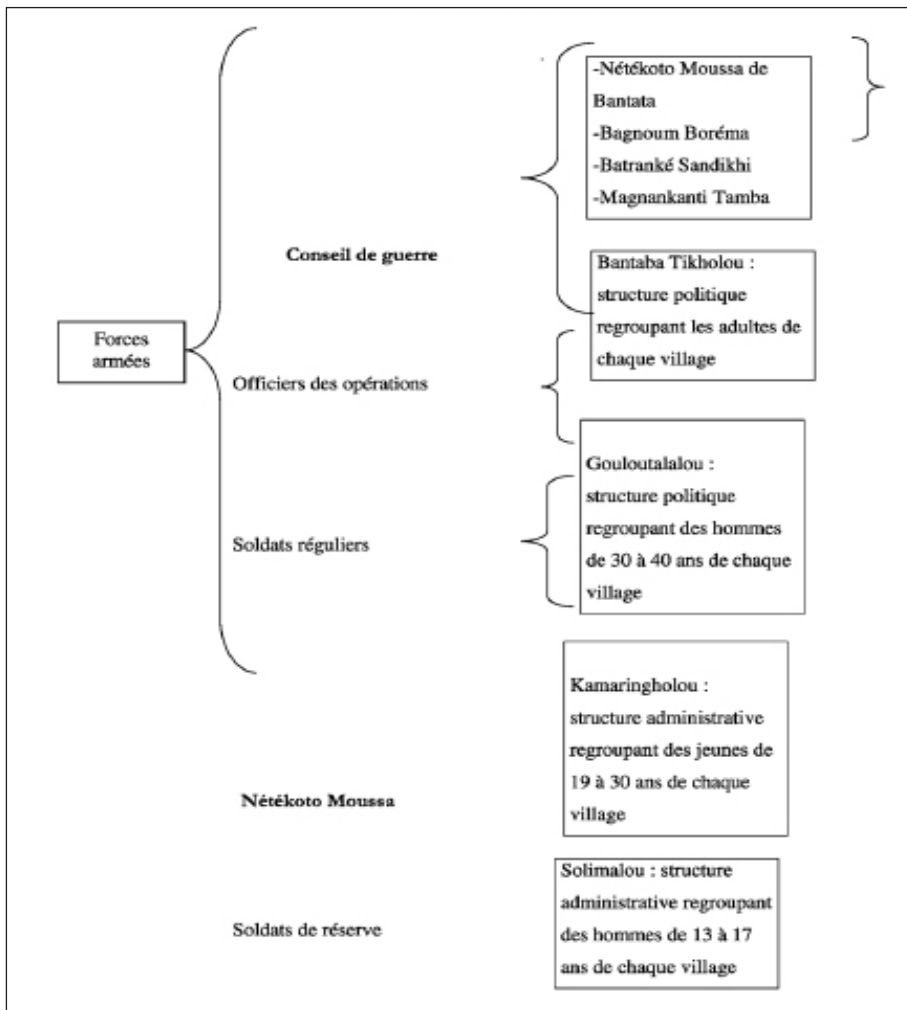 -Nétékoto Moussa de
Bantata
-Bagnoum Boréma
-Batranké Sandikhi
-Magnankanti Tamba
Conseil de guerre
Bantaba Tikholou :
structure politique
regroupant les adultes de
chaque village
Forces
armées
Officiers des opérations
Gouloutalalou :
structure politique
regroupant des hommes
de 30 à 40 ans de chaque
village
Soldats réguliers
Kamaringholou :
structure administrative
regroupant des jeunes de
19 à 30 ans de chaque
village
Nétékoto Moussa
Solimalou : structure
administrative regroupant
des hommes de 13 à 17
ans de chaque village
Soldats de réserve